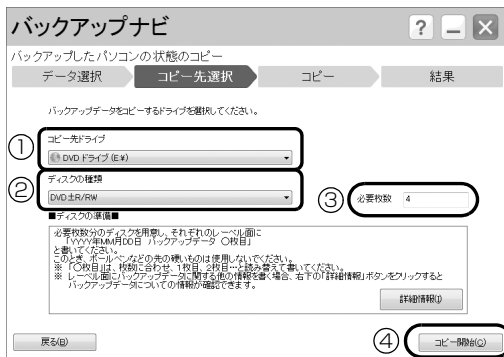 バックアップナビ
? － X
バックアップしたパソコンの状態のコピー
データ選択 コピー先選択 コピー 結果
バックアップデータをコピーするドライブを選択してください。
① コピー先ドライブ
DVD ドライブ (E:¥)
② ディスクの種類
DVD±R/RW
③ 必要枚数 4
■ディスクの準備■
必要枚数分のディスクを用意し、それぞれのレーベル面に
「YYYY年MM月DD日 バックアップデータ 〇枚目」
と書いてください。
このとき、ボールペンなどの先の硬いものは使用しないでください。
※ 「〇枚目」は、枚数に合わせ、1枚目、2枚目…と読み替えて書いてください。
※ レーベル面にバックアップデータに関する他の情報を書く場合、右下の「詳細情報」ボタンをクリックすると
バックアップデータについての情報が確認できます。
詳細情報(I)
戻る(B) ④ コピー開始(C)